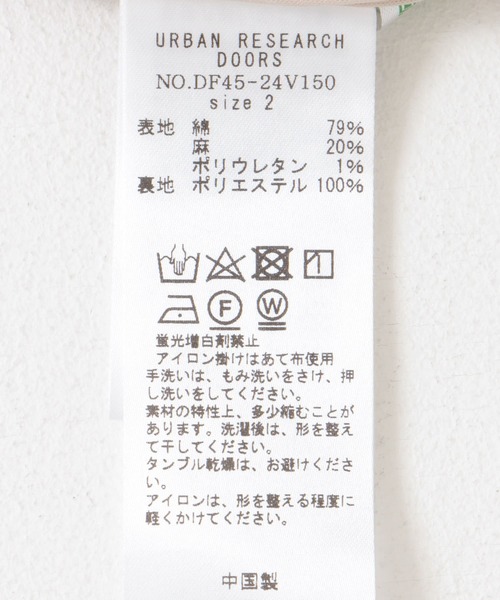 URBAN RESEARCH
DOORS
NO.DF45-24V150
size 2
表地 綿 79%
麻 20%
ポリウレタン 1%
裏地 ポリエステル 100%
F W
蛍光増白剤禁止
アイロン掛けはあて布使用
手洗いは、もみ洗いをさけ、押
し洗いをしてください。
素材の特性上、多少縮むことが
あります。洗濯後は、形を整え
て干してください。
タンブル乾燥は、お避けくださ
い。
アイロンは、形を整える程度に
軽くかけてください。
中国製